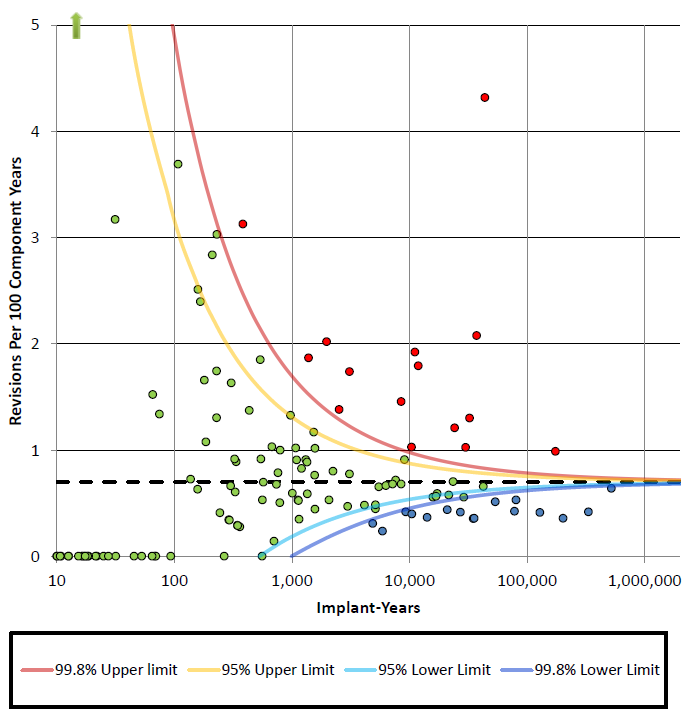 5
4
3
2
1
0
Revisions Per 100 Component Years
10 100 1,000 10,000 100,000 1,000,000
Implant-Years
99.8% Upper limit 95% Upper Limit 95% Lower Limit 99.8% Lower Limit